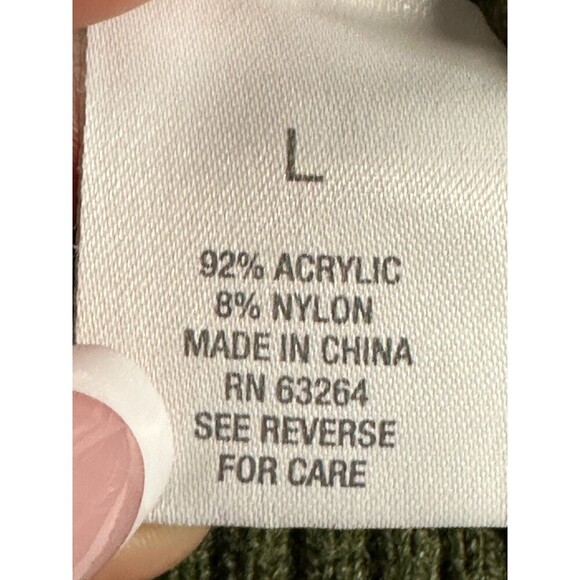 L
92% ACRYLIC
8% NYLON
MADE IN CHINA
RN 63264
SEE REVERSE
FOR CARE